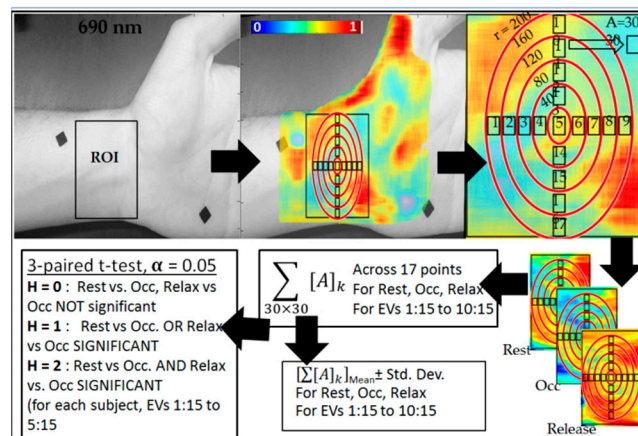 690 nm
ROI
0
1
r = 200
160
120
80
40
A=30
30
1
1 2 3 4 5 6 7 8 9
14
15
1
17
3-paired t-test, α = 0.05
H = 0 : Rest vs. Occ, Relax vs
Occ NOT significant
H = 1 : Rest vs Occ. OR Relax
vs Occ SIGNIFICANT
H = 2 : Rest vs Occ. AND Relax
vs. Occ SIGNIFICANT
(for each subject, EVs 1:15 to
5:15
∑ [A]k
30×30
Across 17 points
For Rest, Occ, Relax
For EVs 1:15 to 10:15
[∑[A]k]Mean± Std. Dev.
For Rest, Occ, Relax
For EVs 1:15 to 10:15
Rest
Occ
Release